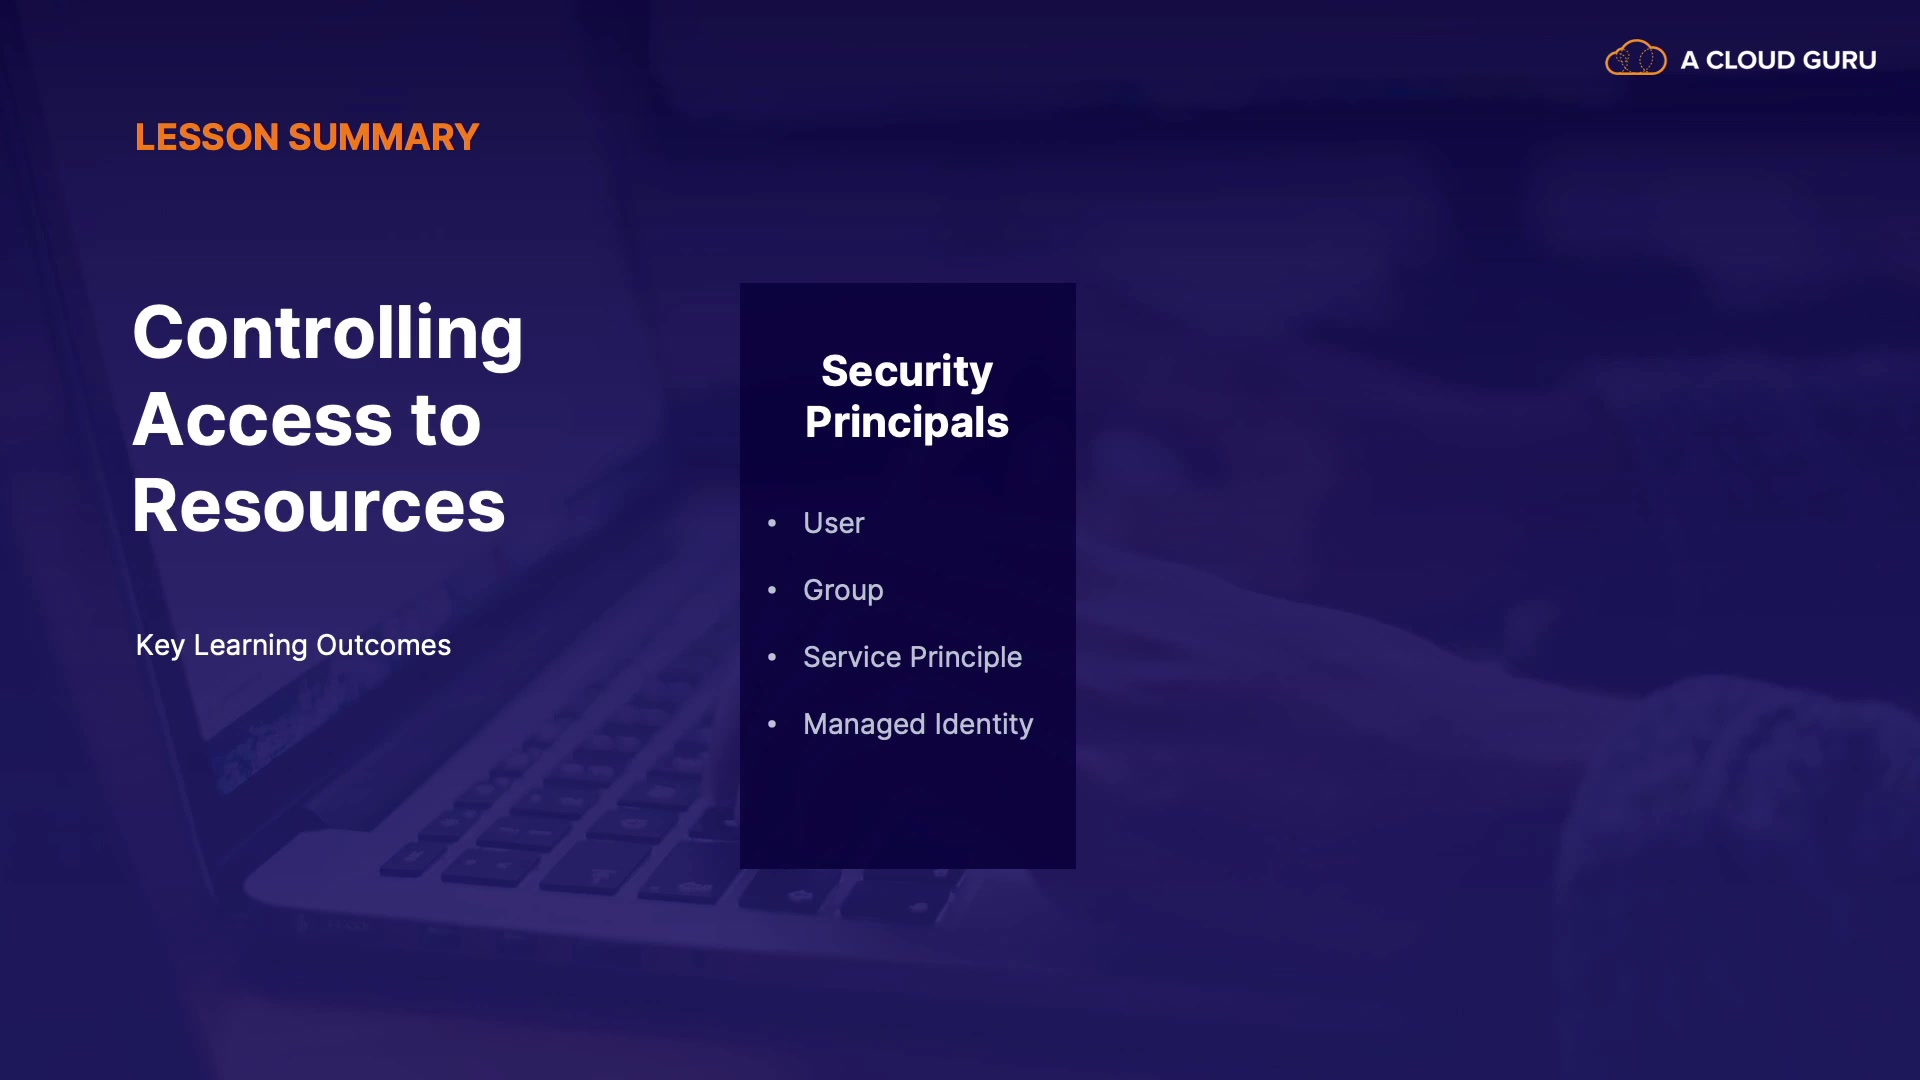 A CLOUD GURU
LESSON SUMMARY
Controlling
Access to
Resources
Key Learning Outcomes
Security
Principals
• User
• Group
• Service Principle
• Managed Identity